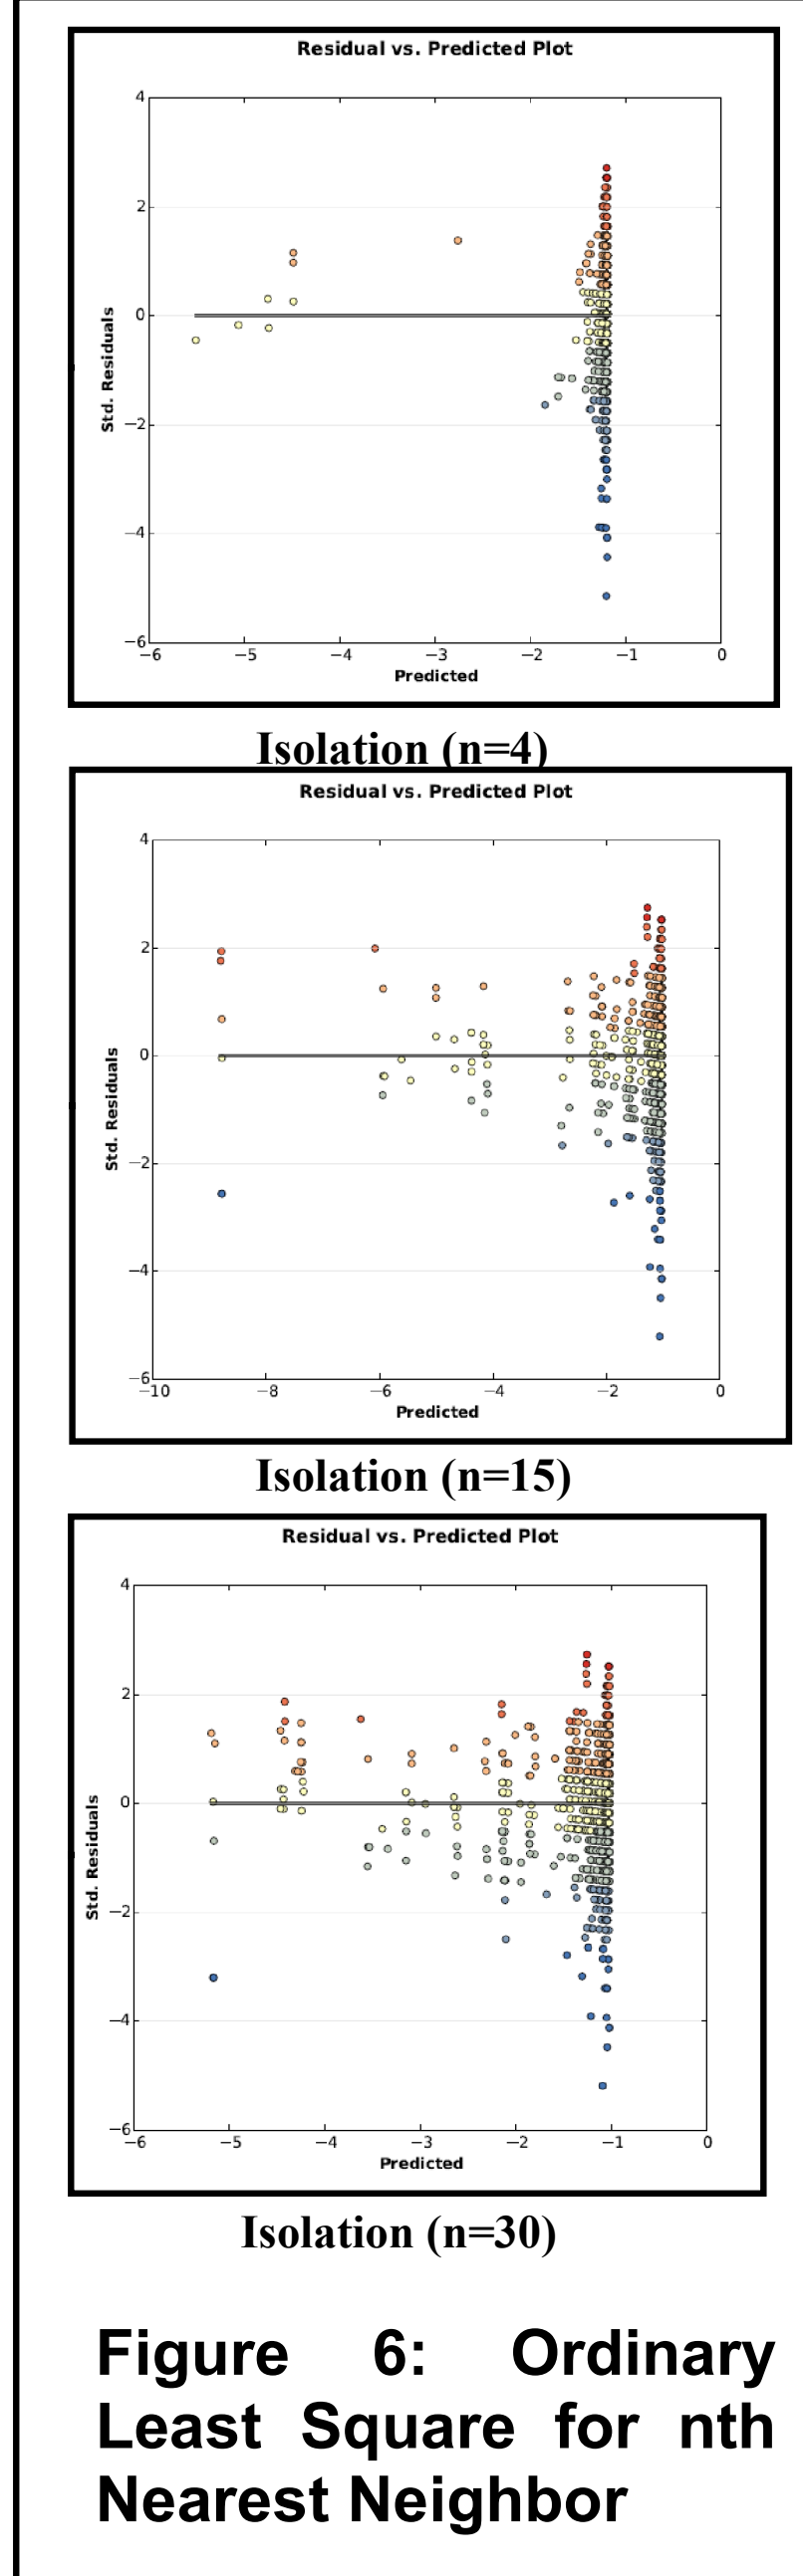 Residual vs. Predicted Plot
4
2
0
−2
−4
−6
Std. Residuals
−6 −5 −4 −3 −2 −1 0
Predicted
Isolation (n=4)
Residual vs. Predicted Plot
4
2
0
−2
−4
−6
Std. Residuals
−10 −8 −6 −4 −2 0
Predicted
Isolation (n=15)
Residual vs. Predicted Plot
4
2
0
−2
−4
−6
Std. Residuals
−6 −5 −4 −3 −2 −1 0
Predicted
Isolation (n=30)
Figure 6: Ordinary
Least Square for nth
Nearest Neighbor